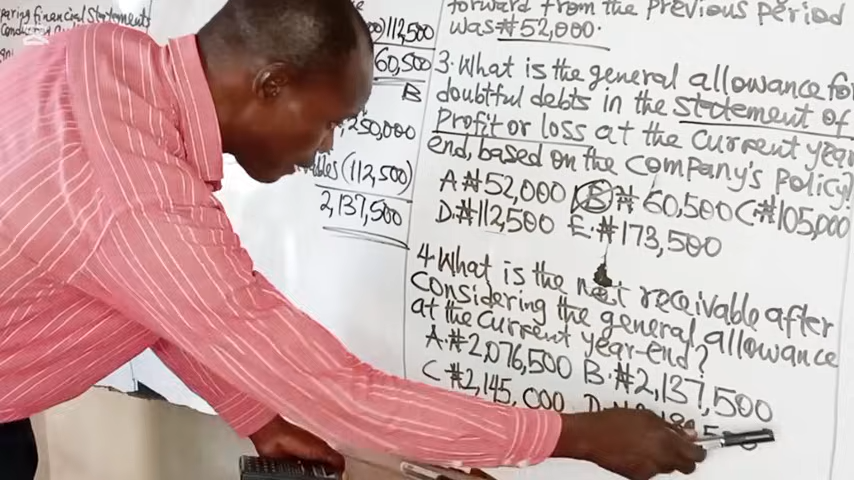 paring financial Statements
112,500
60,500
B
,250,000
(112,500)
2,137,500
forward from the previous period
was ₦52,000.
3. What is the general allowance for
doubtful debts in the statement of
Profit or loss at the current year
end, based on the company's policy?
A ₦52,000 B ₦60,500 C ₦105,000
D. ₦112,500 E. ₦173,500
4 What is the net receivable after
considering the general allowance
at the current year-end?
A. ₦2,076,500 B. ₦2,137,500
C ₦2,145,000 D.